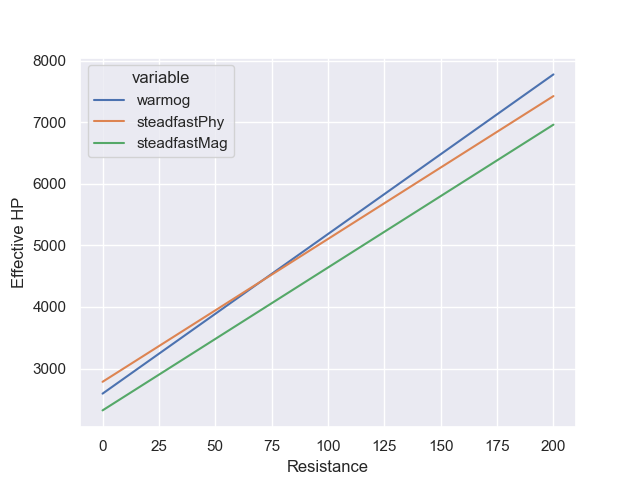 8000
7000
6000
5000
4000
3000
Effective HP
variable
warmog
steadfastPhy
steadfastMag
0 25 50 75 100 125 150 175 200
Resistance